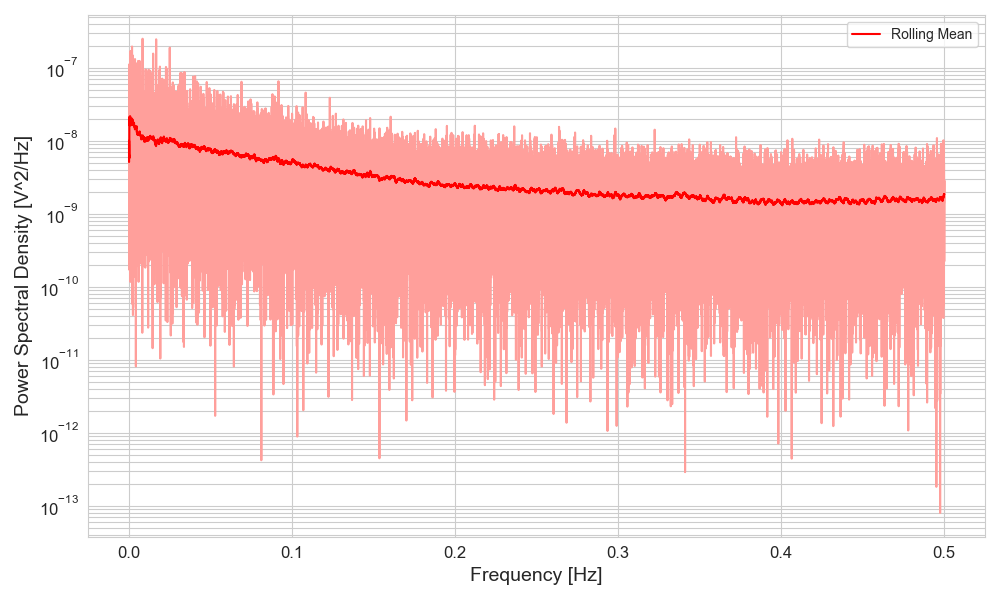 Rolling Mean
Power Spectral Density [V^2/Hz]
10⁻⁷
10⁻⁸
10⁻⁹
10⁻¹⁰
10⁻¹¹
10⁻¹²
10⁻¹³
0.0 0.1 0.2 0.3 0.4 0.5
Frequency [Hz]